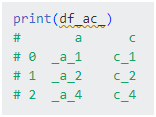 print(df_ac_)
#       a    c
# 0  _a_1  c_1
# 1  _a_2  c_2
# 2  _a_4  c_4